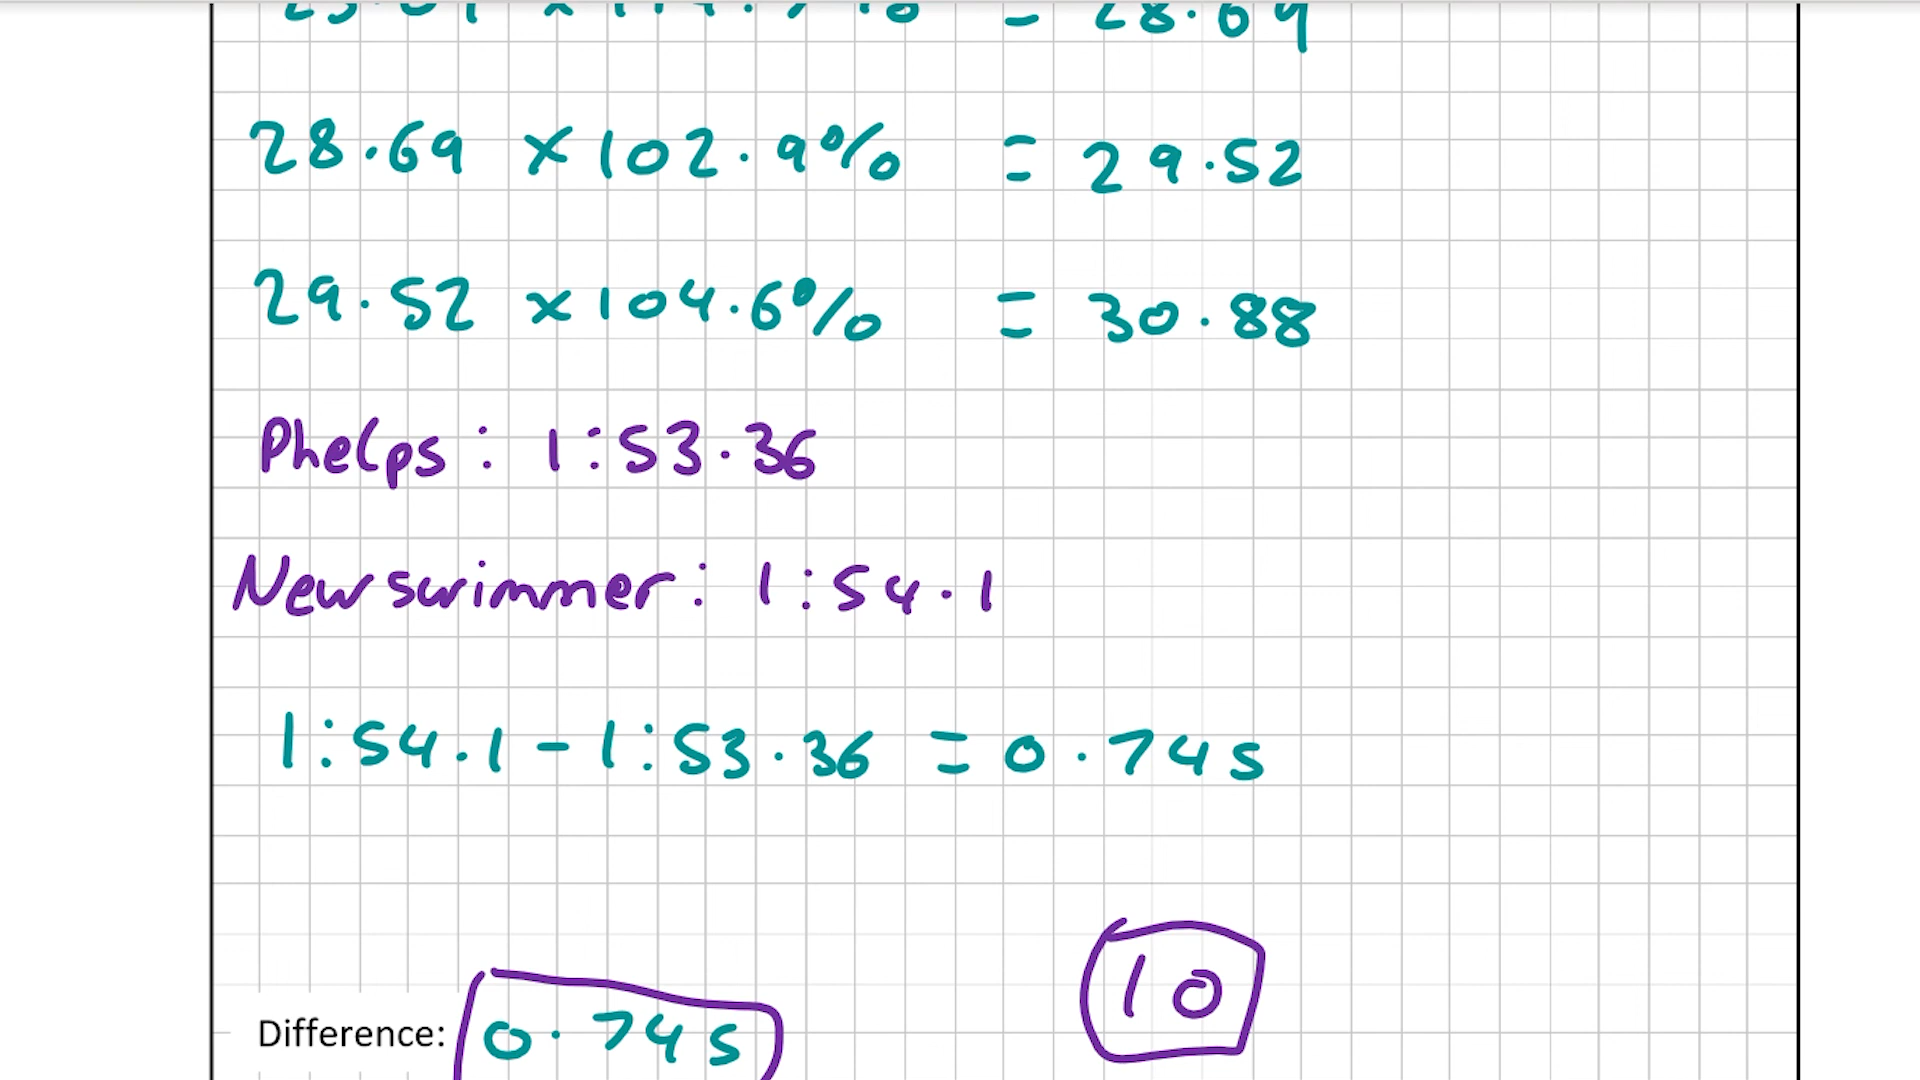 = 28.69
28.69 x 102.9% = 29.52
29.52 x 104.6% = 30.88
Phelps: 1:53.36
New swimmer: 1:54.1
1:54.1 - 1:53.36 = 0.74s
10
Difference: 0.74s